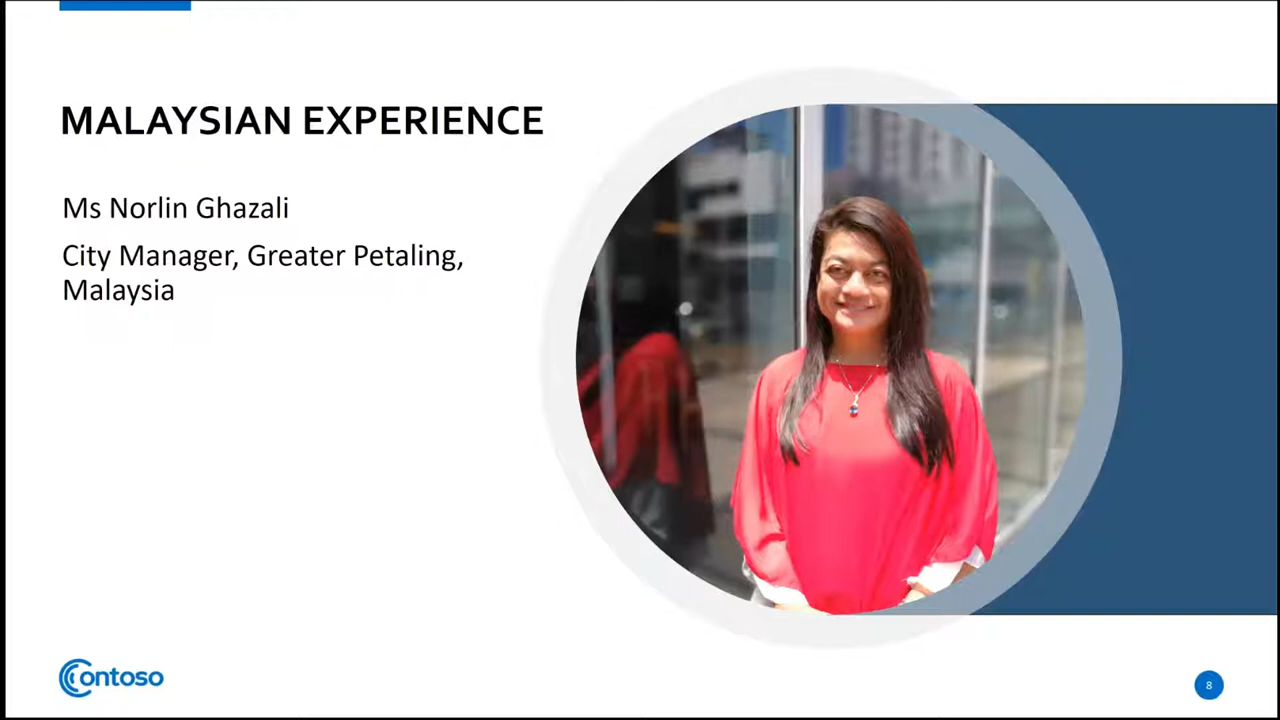 MALAYSIAN EXPERIENCE
Ms Norlin Ghazali
City Manager, Greater Petaling,
Malaysia
Contoso
8